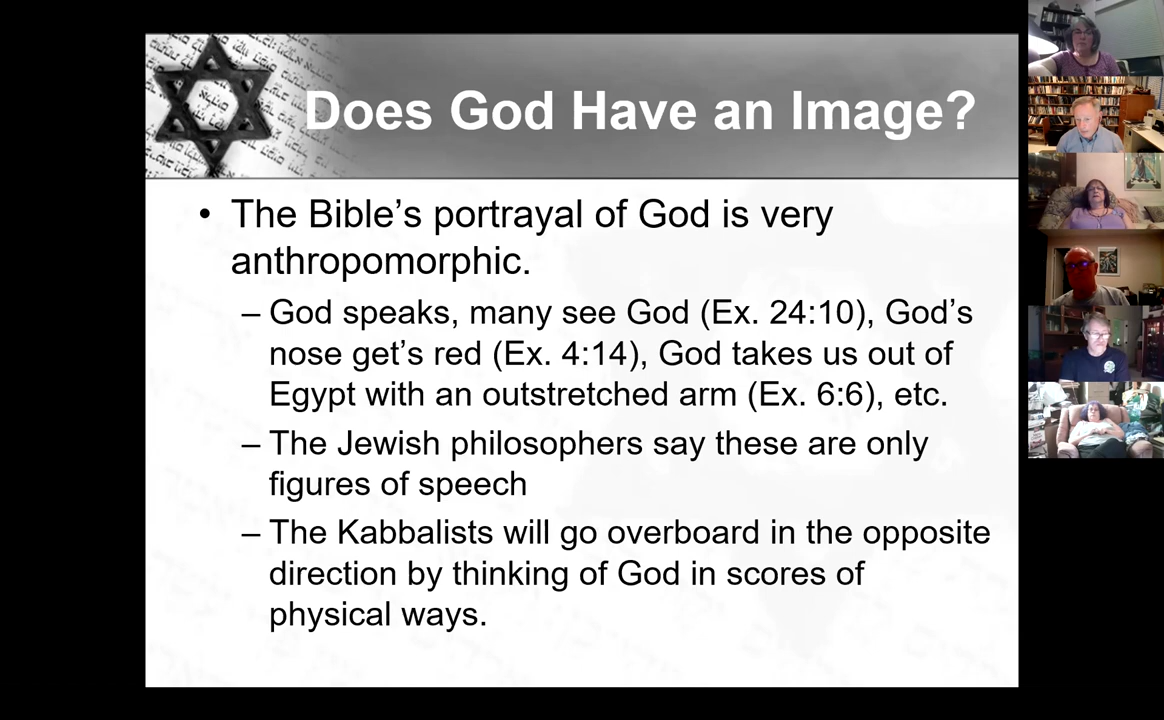 Does God Have an Image?
• The Bible’s portrayal of God is very
anthropomorphic.
– God speaks, many see God (Ex. 24:10), God’s
nose get’s red (Ex. 4:14), God takes us out of
Egypt with an outstretched arm (Ex. 6:6), etc.
– The Jewish philosophers say these are only
figures of speech
– The Kabbalists will go overboard in the opposite
direction by thinking of God in scores of
physical ways.